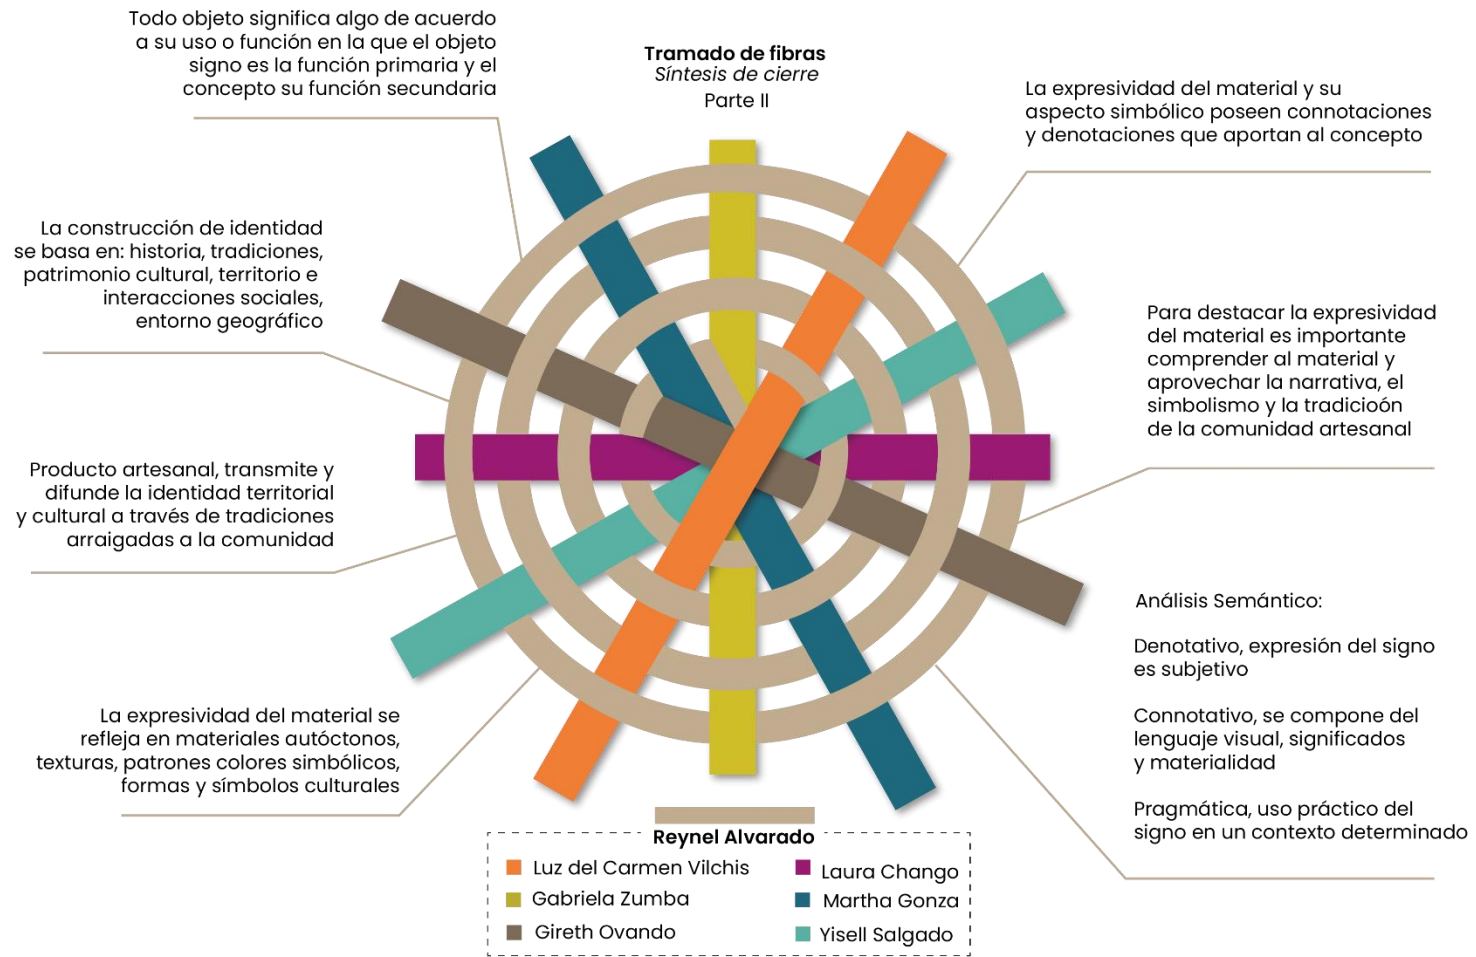 Tramado de fibras
Síntesis de cierre
Parte II
Todo objeto significa algo de acuerdo
a su uso o función en la que el objeto
signo es la función primaria y el
concepto su función secundaria
La construcción de identidad
se basa en: historia, tradiciones,
patrimonio cultural, territorio e
interacciones sociales,
entorno geográfico
Producto artesanal, transmite y
difunde la identidad territorial
y cultural a través de tradiciones
arraigadas a la comunidad
La expresividad del material se
refleja en materiales autóctonos,
texturas, patrones colores simbólicos,
formas y símbolos culturales
La expresividad del material y su
aspecto simbólico poseen connotaciones
y denotaciones que aportan al concepto
Para destacar la expresividad
del material es importante
comprender al material y
aprovechar la narrativa, el
simbolismo y la tradicioón
de la comunidad artesanal
Análisis Semántico:
Denotativo, expresión del signo
es subjetivo
Connotativo, se compone del
lenguaje visual, significados
y materialidad
Pragmática, uso práctico del
signo en un contexto determinado
Reynel Alvarado
Luz del Carmen Vilchis
Gabriela Zumba
Gireth Ovando
Laura Chango
Martha Gonza
Yisell Salgado